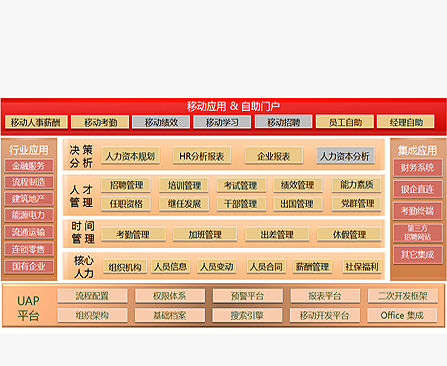 移动应用 & 自助门户
移动人事薪酬 移动考勤 移动绩效 移动学习 移动招聘 员工自助 经理自助
行业应用
金融服务
流程制造
建筑地产
能源电力
流通运输
连锁零售
国有企业
决策
分析
人力资本规划 HR分析报表 企业报表 人力资本分析
人才
管理
招聘管理 培训管理 考试管理 绩效管理 能力素质
任职资格 继任发展 干部管理 出国管理 党群管理
时间
管理
考勤管理 加班管理 出差管理 休假管理
核心
人力
组织机构 人员信息 人员变动 人员合同 薪酬管理 社保福利
集成应用
财务系统
银企直连
考勤终端
第三方
招聘网站
其它集成
UAP
平台
流程配置 权限体系 预警平台 报表平台 二次开发框架
组织架构 基础档案 搜索引擎 移动开发平台 Office 集成